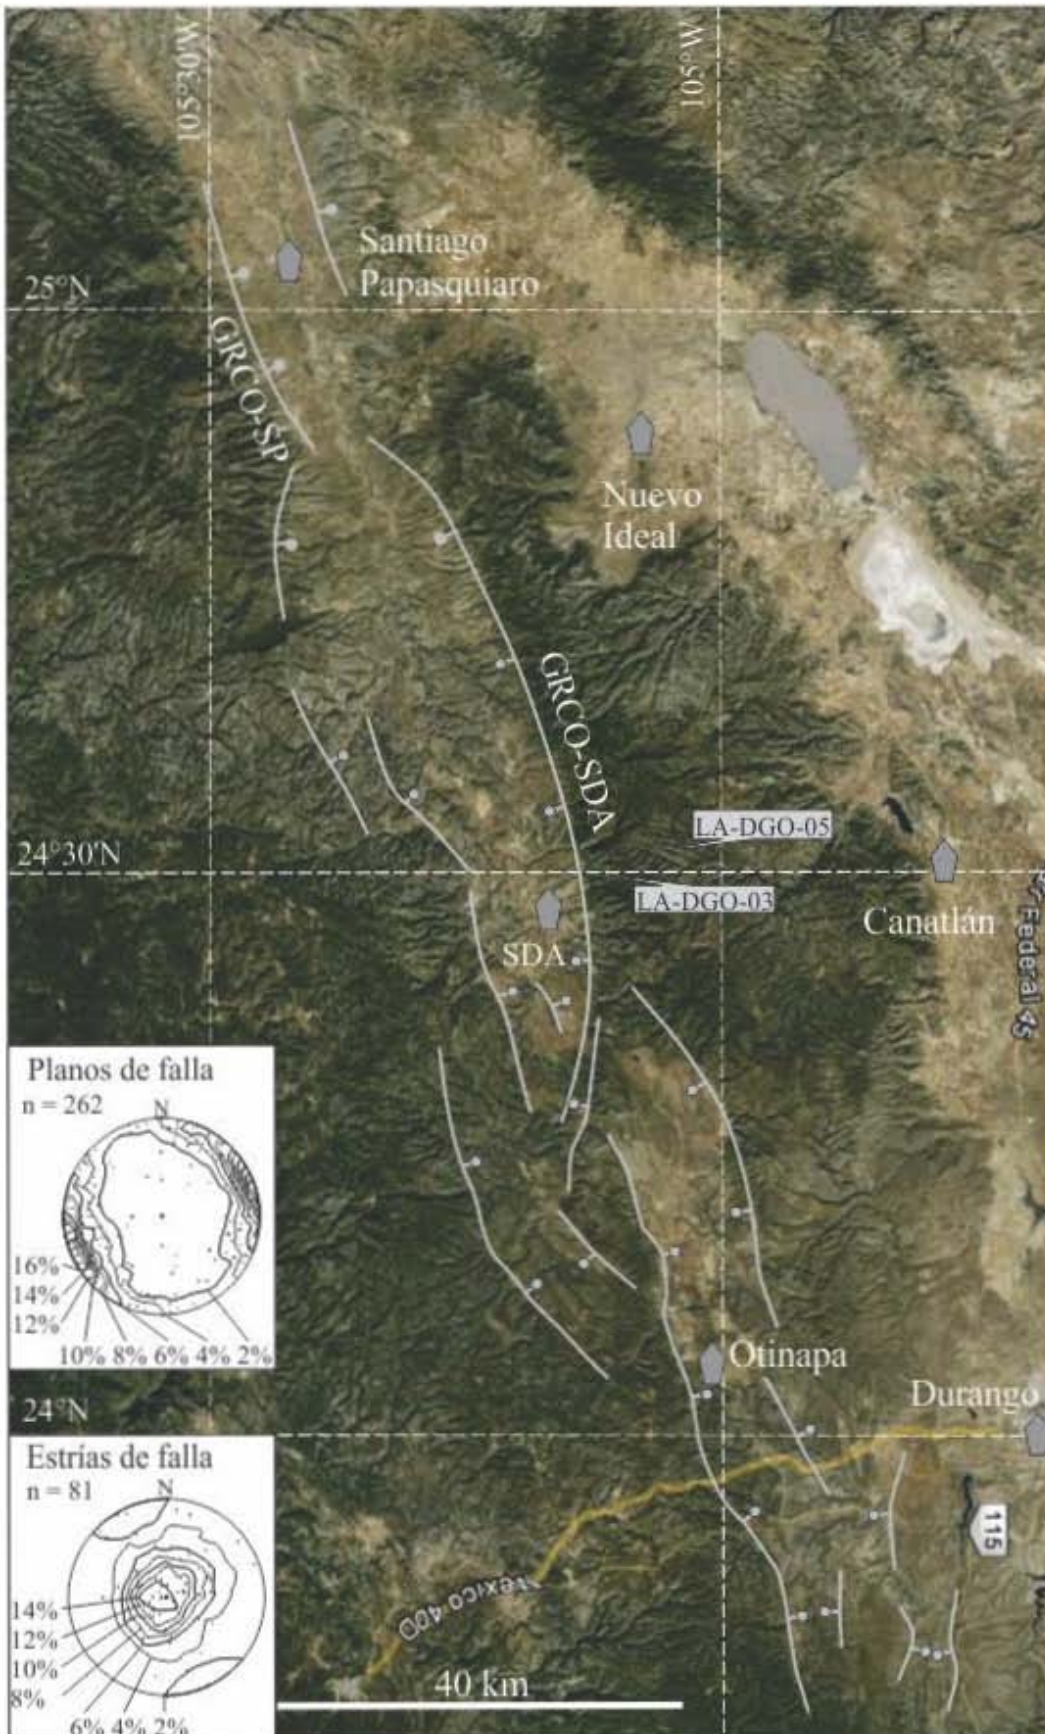 105°30'W
105°W
Santiago
Papasquiaro
25°N
GRCO-SP
Nuevo
Ideal
GRCO-SDA
LA-DGO-05
24°30'N
LA-DGO-03
Canatlán
SDA
Federal 45
Planos de falla
n = 262
N
16%
14%
12%
10% 8% 6% 4% 2%
Otinapa
Durango
24°N
Estrías de falla
n = 81
N
115
14%
12%
10%
8%
6% 4% 2%
40D
40 km